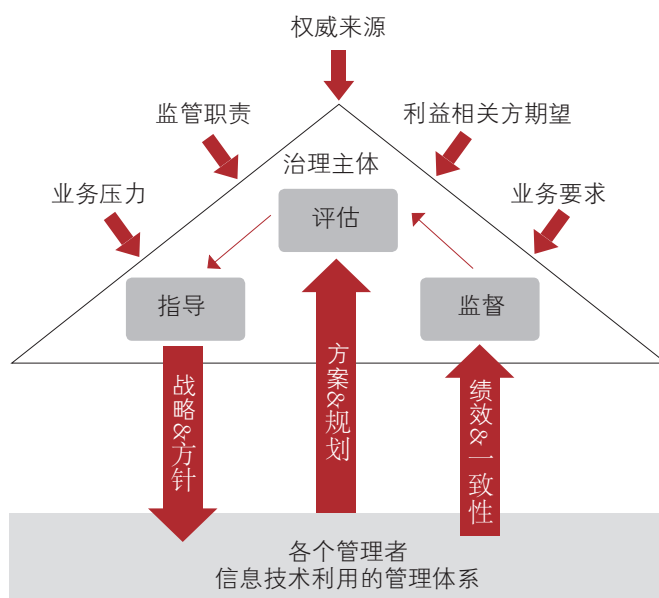 权威来源
监管职责
利益相关方期望
治理主体
业务压力
业务要求
评估
指导
监督
战略&方针
方案&规划
绩效&一致性
各个管理者
信息技术利用的管理体系